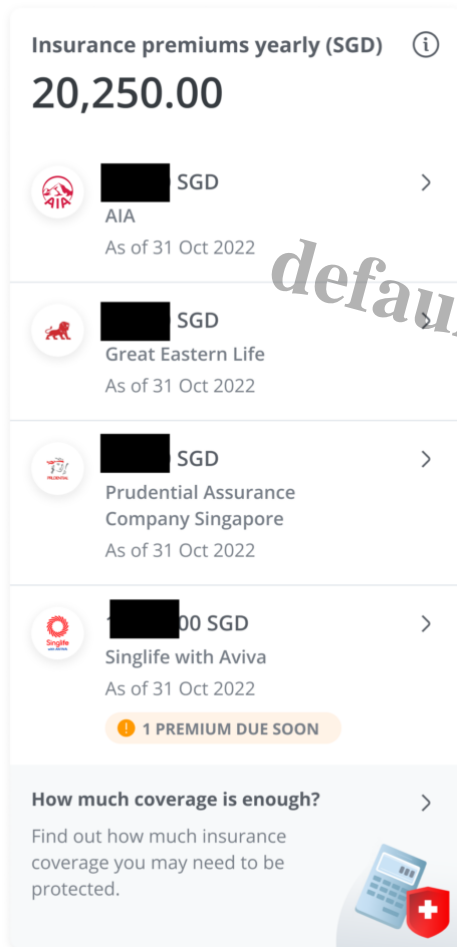 Insurance premiums yearly (SGD)
20,250.00
SGD
AIA
AIA
As of 31 Oct 2022
SGD
Great Eastern Life
As of 31 Oct 2022
SGD
PRUDENTIAL
Prudential Assurance
Company Singapore
As of 31 Oct 2022
00 SGD
Singlife
Singlife with Aviva
As of 31 Oct 2022
1 PREMIUM DUE SOON
How much coverage is enough?
Find out how much insurance
coverage you may need to be
protected.